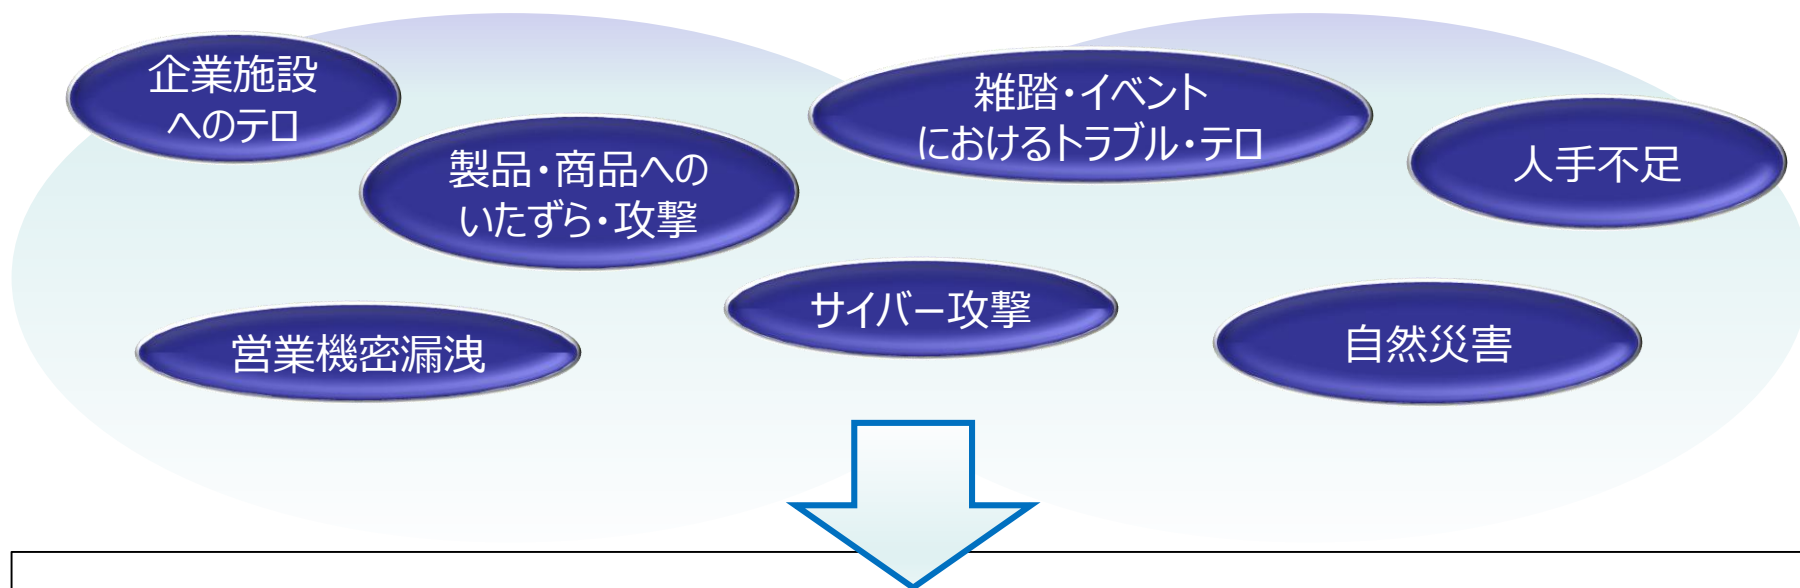 企業施設
へのテロ
雑踏・イベント
におけるトラブル・テロ
製品・商品への
いたずら・攻撃
人手不足
サイバー攻撃
営業機密漏洩
自然災害